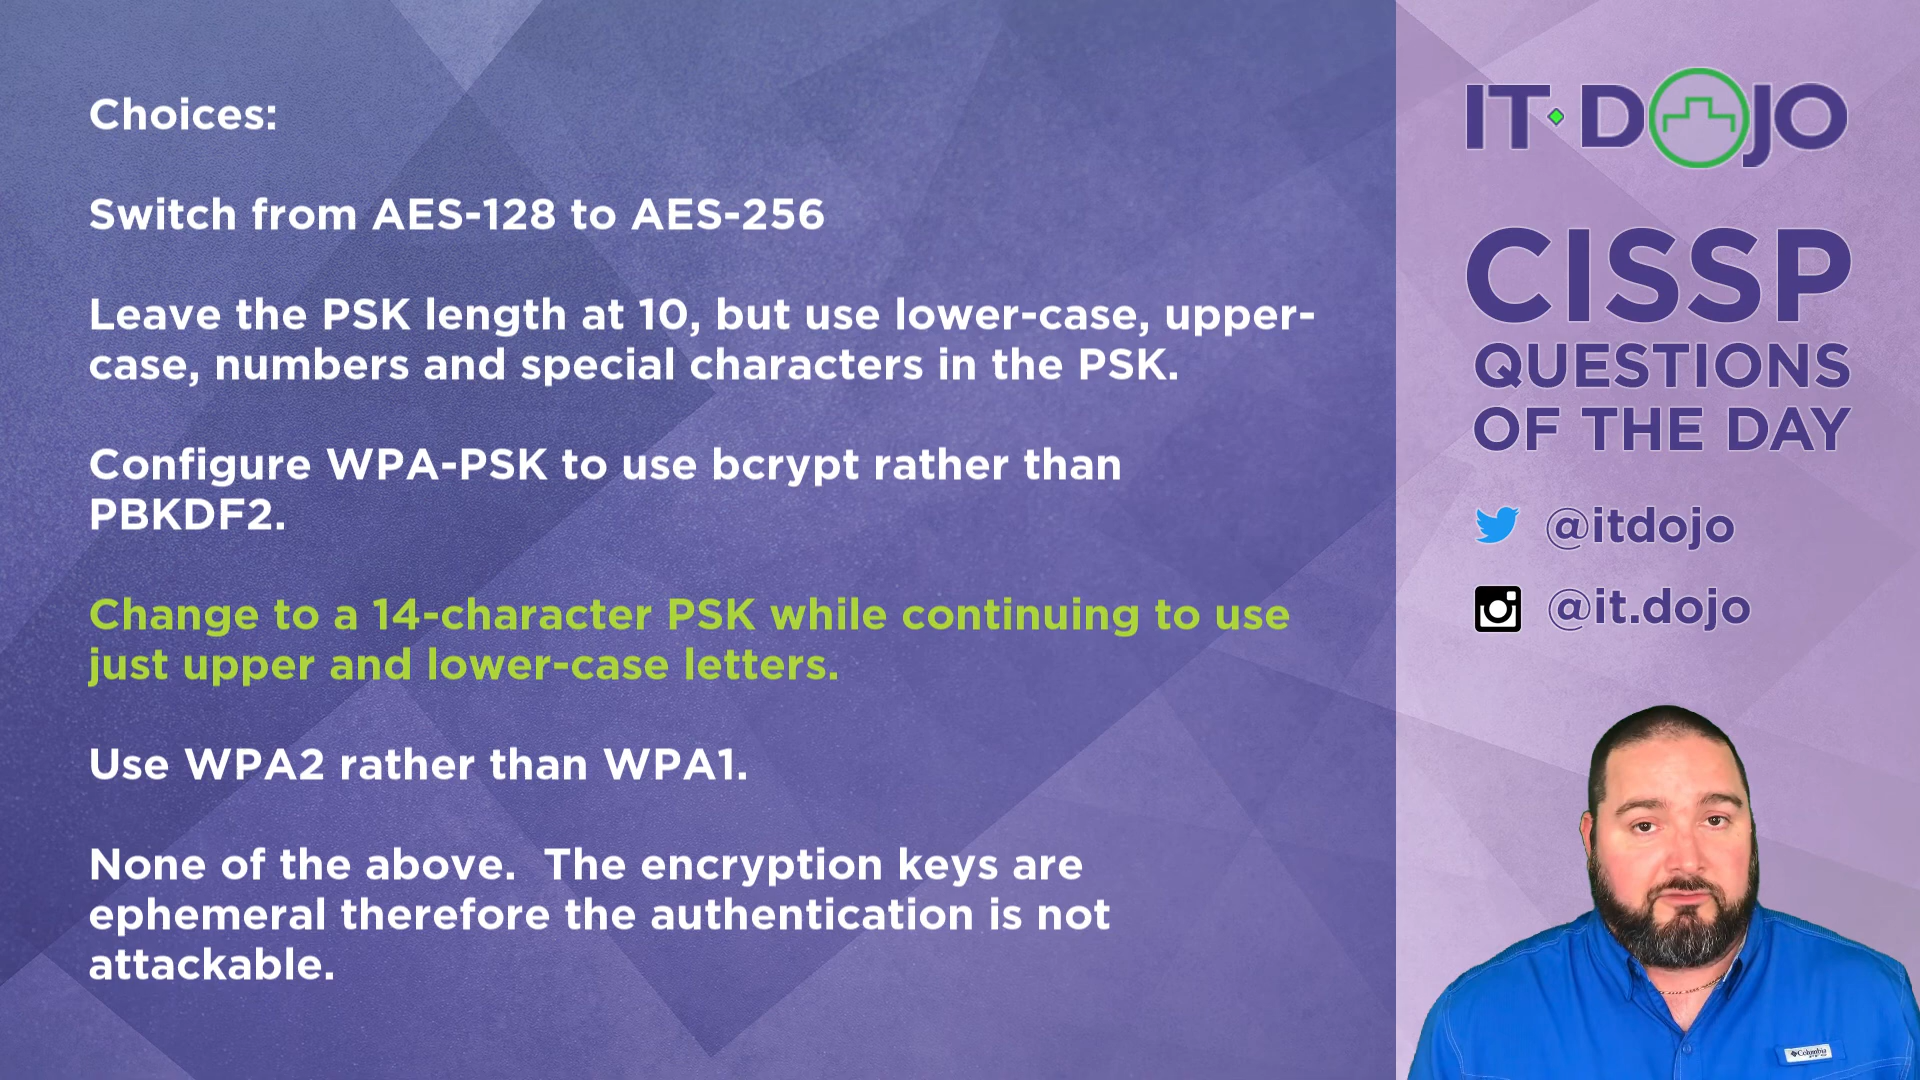 Choices:
Switch from AES-128 to AES-256
Leave the PSK length at 10, but use lower-case, upper-
case, numbers and special characters in the PSK.
Configure WPA-PSK to use bcrypt rather than
PBKDF2.
Change to a 14-character PSK while continuing to use
just upper and lower-case letters.
Use WPA2 rather than WPA1.
None of the above.  The encryption keys are
ephemeral therefore the authentication is not
attackable.
IT DOJO
CISSP
QUESTIONS
OF THE DAY
@itdojo
@it.dojo
Columbia